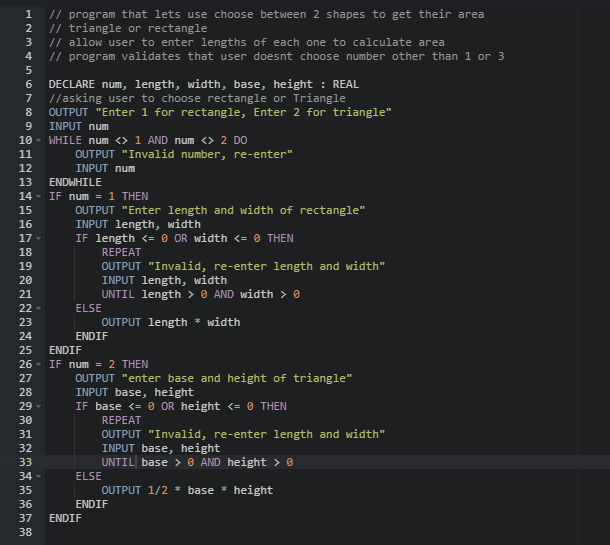 1 // program that lets use choose between 2 shapes to get their area
2 // triangle or rectangle
3 // allow user to enter lengths of each one to calculate area
4 // program validates that user doesnt choose number other than 1 or 3
5
6 DECLARE num, length, width, base, height : REAL
7 //asking user to choose rectangle or Triangle
8 OUTPUT "Enter 1 for rectangle, Enter 2 for triangle"
9 INPUT num
10 WHILE num <> 1 AND num <> 2 DO
11     OUTPUT "Invalid number, re-enter"
12     INPUT num
13 ENDWHILE
14 IF num = 1 THEN
15     OUTPUT "Enter length and width of rectangle"
16     INPUT length, width
17     IF length <= 0 OR width <= 0 THEN
18         REPEAT
19         OUTPUT "Invalid, re-enter length and width"
20         INPUT length, width
21         UNTIL length > 0 AND width > 0
22     ELSE
23         OUTPUT length * width
24     ENDIF
25 ENDIF
26 IF num = 2 THEN
27     OUTPUT "enter base and height of triangle"
28     INPUT base, height
29     IF base <= 0 OR height <= 0 THEN
30         REPEAT
31         OUTPUT "Invalid, re-enter length and width"
32         INPUT base, height
33         UNTIL base > 0 AND height > 0
34     ELSE
35         OUTPUT 1/2 * base * height
36     ENDIF
37 ENDIF
38